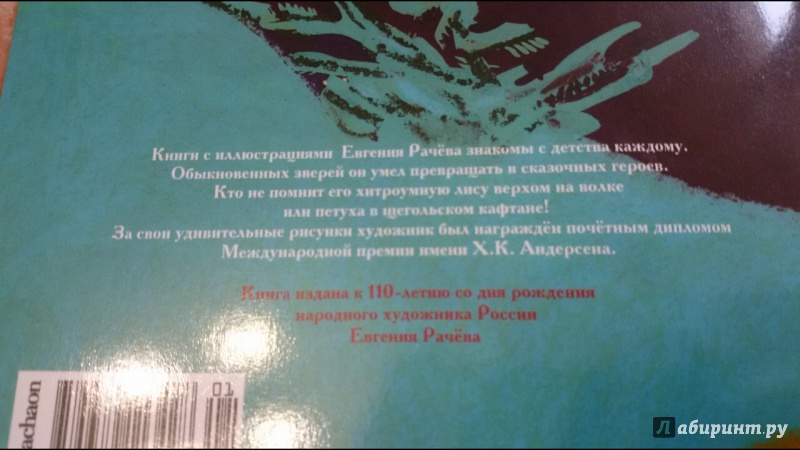 Книги с иллюстрациями Евгения Рачёва знакомы с детства каждому.
Обыкновенных зверей он умел превращать в сказочных героев.
Кто не помнит его хитроумную лису верхом на волке
или петуха в щегольском кафтане!
За свои удивительные рисунки художник был награждён почётным дипломом
Международной премии имени Х.К. Андерсена.
Книга издана к 110-летию со дня рождения
народного художника России
Евгения Рачёва
01
achaon
Лабиринт.ру